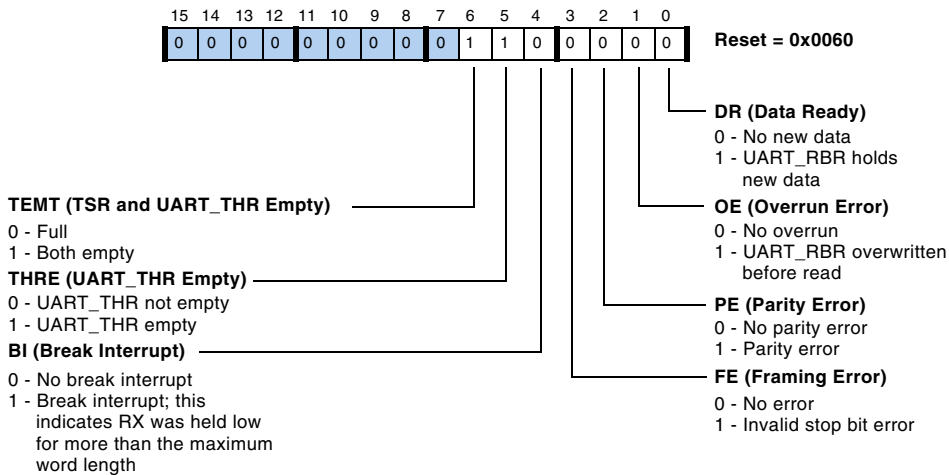 15 14 13 12 11 10 9 8 7 6 5 4 3 2 1 0
0 0 0 0 0 0 0 0 0 1 1 0 0 0 0 0
Reset = 0x0060
DR (Data Ready)
0 - No new data
1 - UART_RBR holds
new data
TEMT (TSR and UART_THR Empty)
0 - Full
1 - Both empty
OE (Overrun Error)
0 - No overrun
1 - UART_RBR overwritten
before read
THRE (UART_THR Empty)
0 - UART_THR not empty
1 - UART_THR empty
PE (Parity Error)
0 - No parity error
1 - Parity error
BI (Break Interrupt)
0 - No break interrupt
1 - Break interrupt; this
indicates RX was held low
for more than the maximum
word length
FE (Framing Error)
0 - No error
1 - Invalid stop bit error